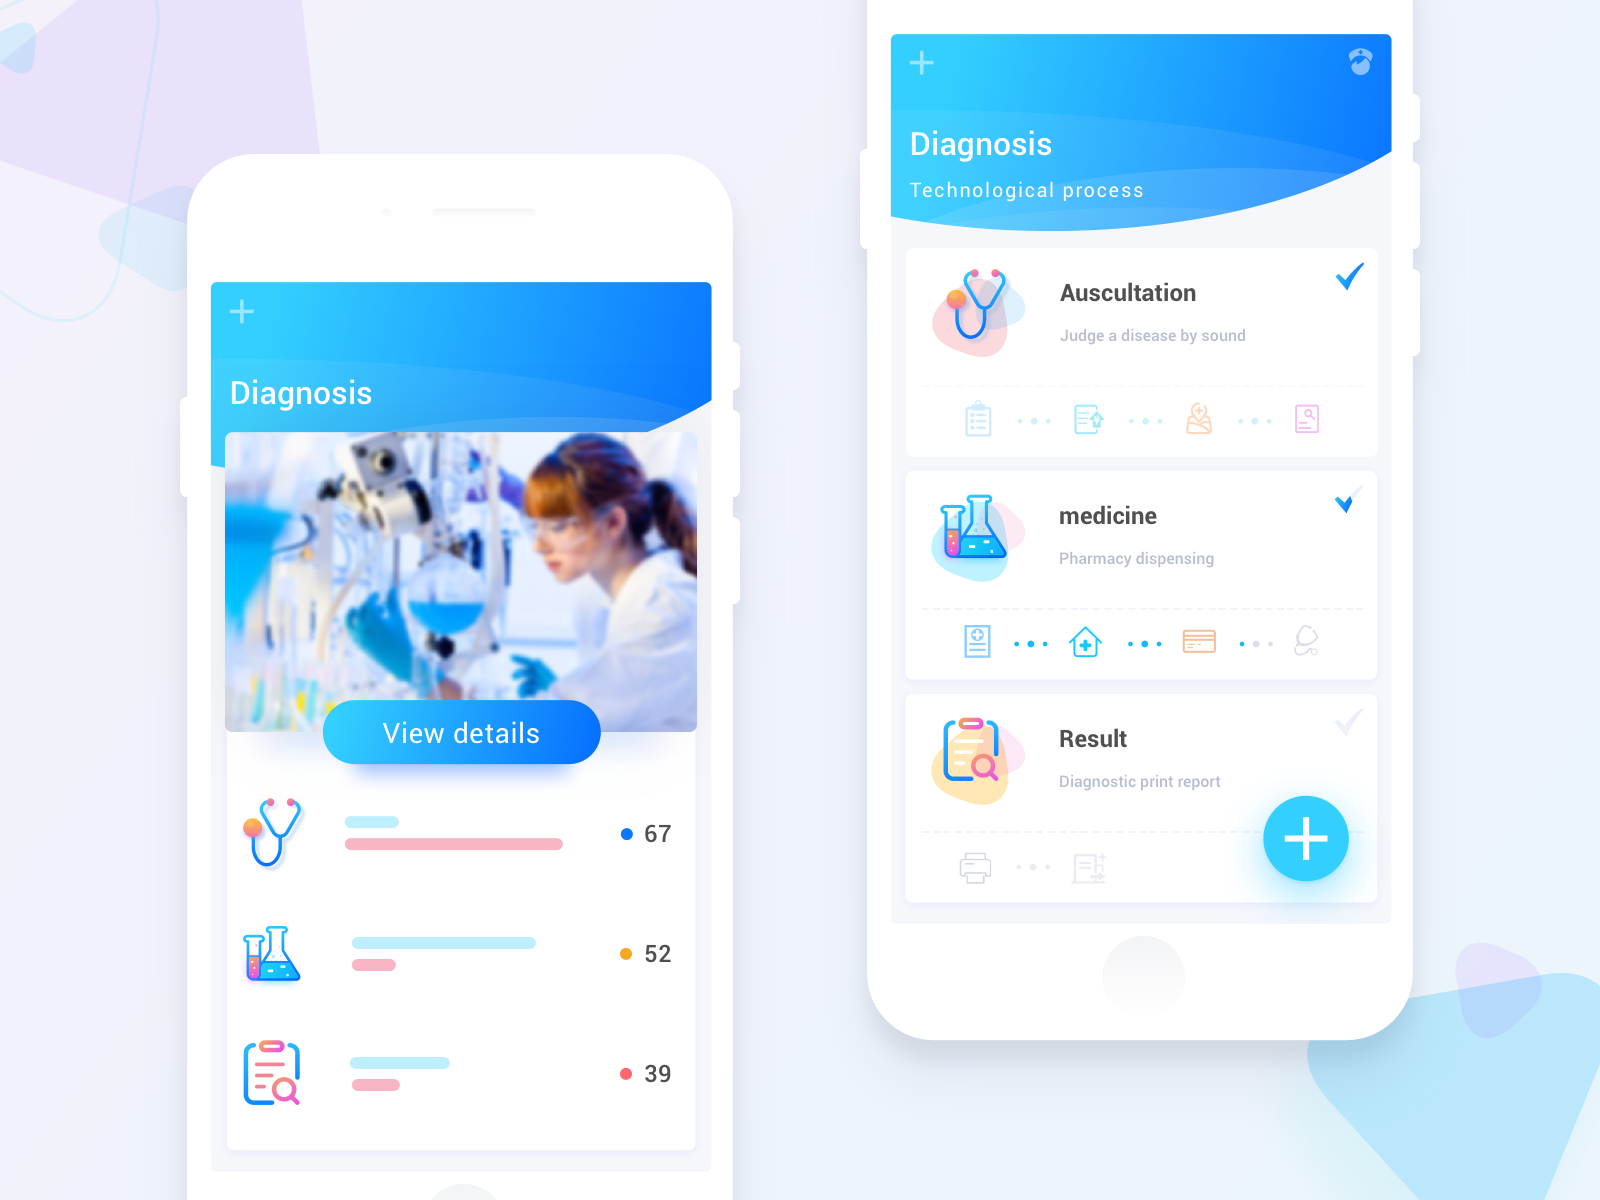 Diagnosis
View details
67
52
39
Diagnosis
Technological process
Auscultation
Judge a disease by sound
medicine
Pharmacy dispensing
Result
Diagnostic print report